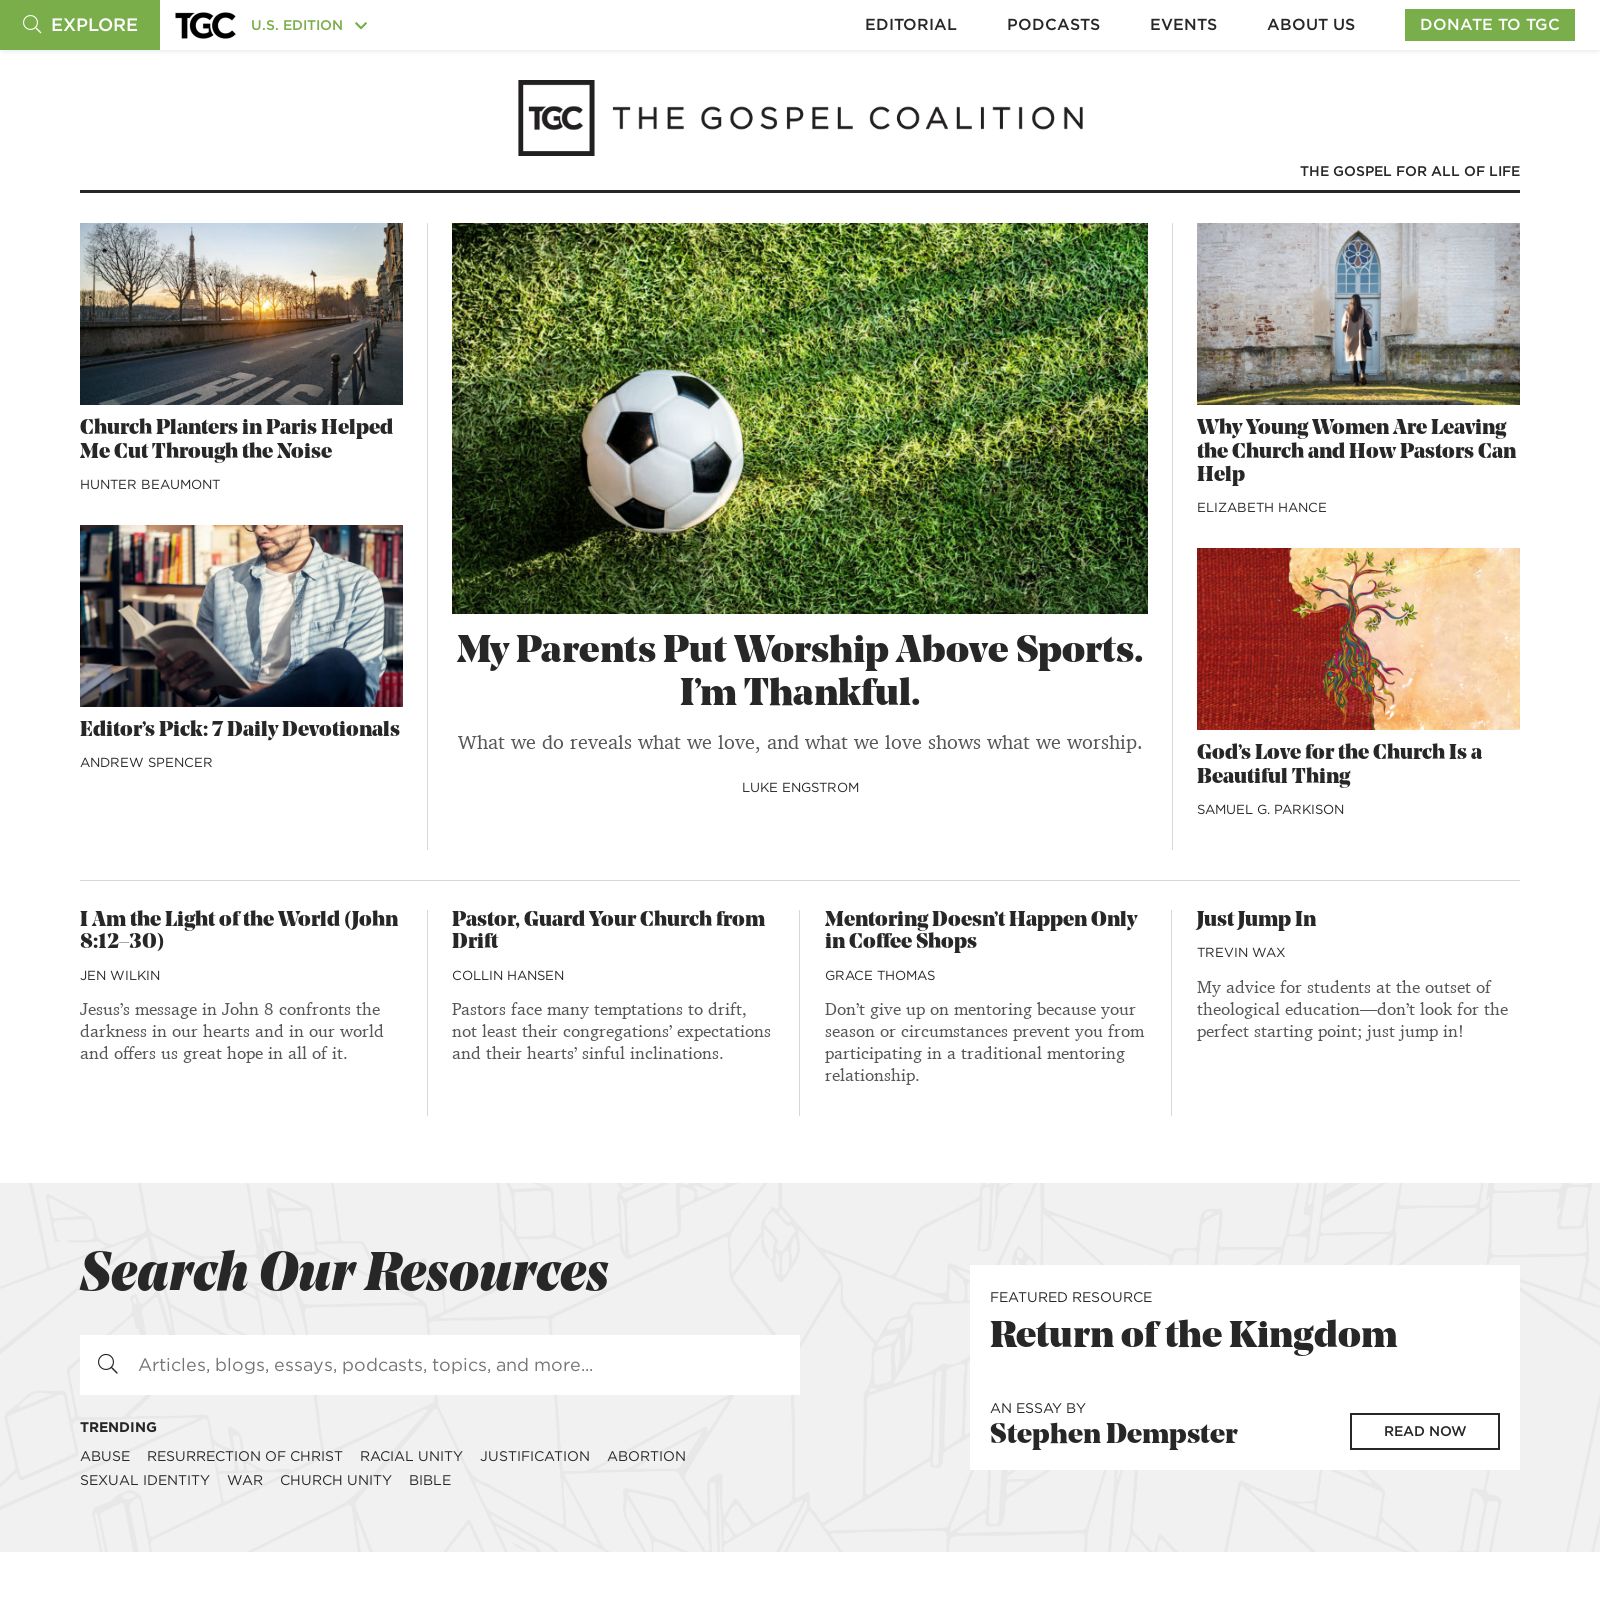 EXPLORE
TGC
U.S. EDITION
EDITORIAL
PODCASTS
EVENTS
ABOUT US
DONATE TO TGC
TGC THE GOSPEL COALITION
THE GOSPEL FOR ALL OF LIFE
BUS
Church Planters in Paris Helped
Me Cut Through the Noise
HUNTER BEAUMONT
Editor’s Pick: 7 Daily Devotionals
ANDREW SPENCER
My Parents Put Worship Above Sports.
I’m Thankful.
What we do reveals what we love, and what we love shows what we worship.
LUKE ENGSTROM
Why Young Women Are Leaving
the Church and How Pastors Can
Help
ELIZABETH HANCE
God’s Love for the Church Is a
Beautiful Thing
SAMUEL G. PARKISON
I Am the Light of the World (John
8:12–30)
JEN WILKIN
Jesus’s message in John 8 confronts the
darkness in our hearts and in our world
and offers us great hope in all of it.
Pastor, Guard Your Church from
Drift
COLLIN HANSEN
Pastors face many temptations to drift,
not least their congregations’ expectations
and their hearts’ sinful inclinations.
Mentoring Doesn’t Happen Only
in Coffee Shops
GRACE THOMAS
Don’t give up on mentoring because your
season or circumstances prevent you from
participating in a traditional mentoring
relationship.
Just Jump In
TREVIN WAX
My advice for students at the outset of
theological education—don’t look for the
perfect starting point; just jump in!
Search Our Resources
Articles, blogs, essays, podcasts, topics, and more...
TRENDING
ABUSE RESURRECTION OF CHRIST RACIAL UNITY JUSTIFICATION ABORTION
SEXUAL IDENTITY WAR CHURCH UNITY BIBLE
FEATURED RESOURCE
Return of the Kingdom
AN ESSAY BY
Stephen Dempster
READ NOW